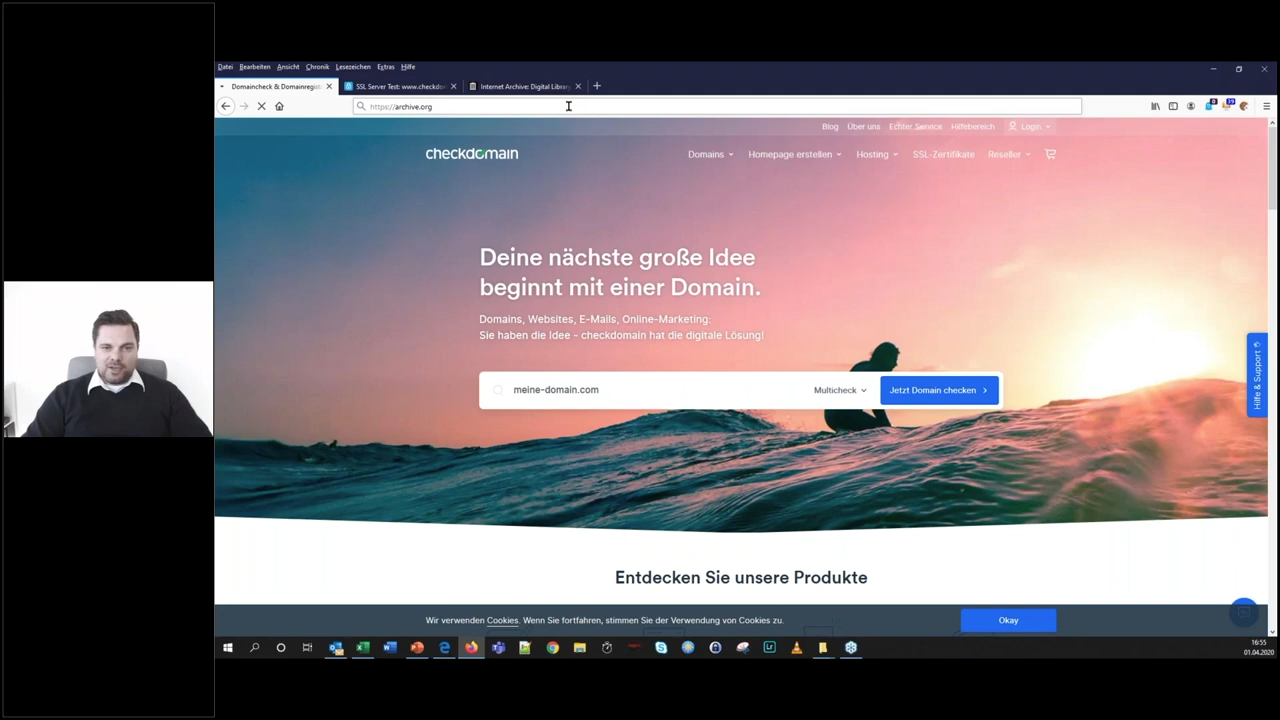 Datei Bearbeiten Ansicht Chronik Lesezeichen Extras Hilfe
Domaincheck & Domainregist
SSL Server Test: www.checkdo
Internet Archive: Digital Library
https://archive.org
Blog Über uns Echter Service Hilfebereich Login
checkdomain
Domains Homepage erstellen Hosting SSL-Zertifikate Reseller
Deine nächste große Idee
beginnt mit einer Domain.
Domains, Websites, E-Mails, Online-Marketing:
Sie haben die Idee - checkdomain hat die digitale Lösung!
meine-domain.com Multicheck Jetzt Domain checken
Hilfe & Support
Entdecken Sie unsere Produkte
Wir verwenden Cookies. Wenn Sie fortfahren, stimmen Sie der Verwendung von Cookies zu.
Okay
16:55
01.04.2020